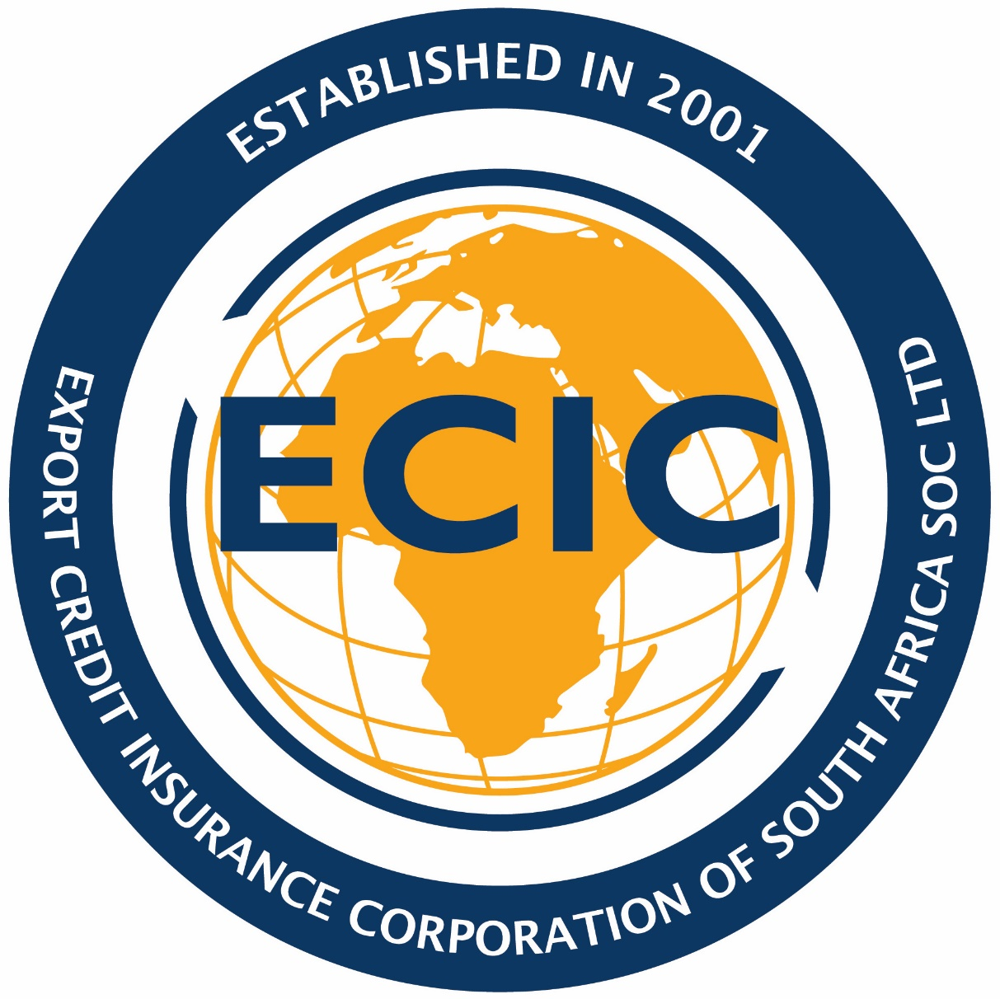 ESTABLISHED IN 2001
ECIC
EXPORT CREDIT INSURANCE CORPORATION OF SOUTH AFRICA SOC LTD